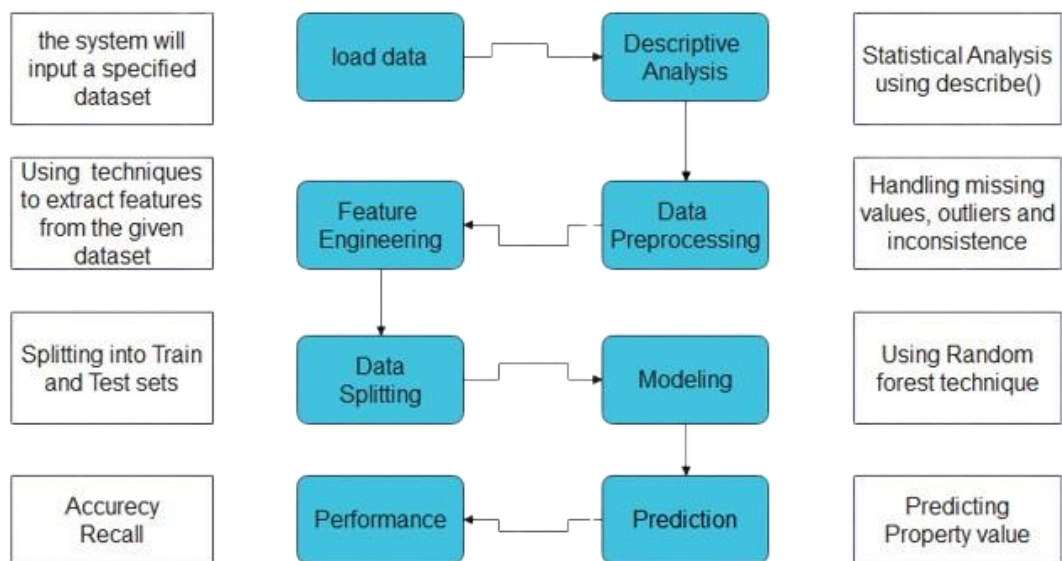 the system will
input a specified
dataset
load data
Descriptive
Analysis
Statistical Analysis
using describe()
Using techniques
to extract features
from the given
dataset
Feature
Engineering
Data
Preprocessing
Handling missing
values, outliers and
inconsistence
Splitting into Train
and Test sets
Data
Splitting
Modeling
Using Random
forest technique
Accurecy
Recall
Performance
Prediction
Predicting
Property value